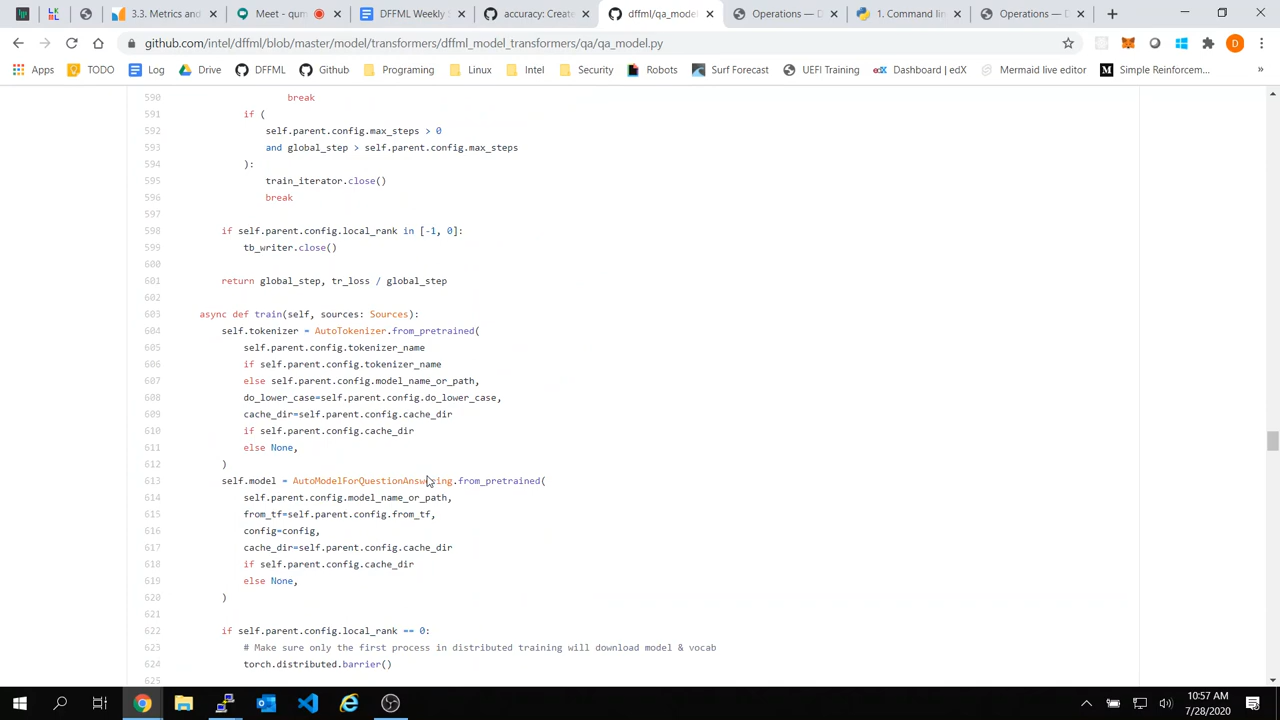 3.3. Metrics and
Meet - qum
DFFML Weekly S
accuracy: Create
dffml/qa_model
Operations —
1. Command lin
Operations — D
github.com/intel/dffml/blob/master/model/transformers/dffml_model_transformers/qa/qa_model.py
D
Apps
TODO
Log
Drive
DFFML
Github
Programing
Linux
Intel
Security
Robots
Surf Forecast
UEFI Training
Dashboard | edX
Mermaid live editor
Simple Reinforcem...
»
590 break
591 if (
592 self.parent.config.max_steps > 0
593 and global_step > self.parent.config.max_steps
594 ):
595 train_iterator.close()
596 break
597
598 if self.parent.config.local_rank in [-1, 0]:
599 tb_writer.close()
600
601 return global_step, tr_loss / global_step
602
603 async def train(self, sources: Sources):
604 self.tokenizer = AutoTokenizer.from_pretrained(
605 self.parent.config.tokenizer_name
606 if self.parent.config.tokenizer_name
607 else self.parent.config.model_name_or_path,
608 do_lower_case=self.parent.config.do_lower_case,
609 cache_dir=self.parent.config.cache_dir
610 if self.parent.config.cache_dir
611 else None,
612 )
613 self.model = AutoModelForQuestionAnswering.from_pretrained(
614 self.parent.config.model_name_or_path,
615 from_tf=self.parent.config.from_tf,
616 config=config,
617 cache_dir=self.parent.config.cache_dir
618 if self.parent.config.cache_dir
619 else None,
620 )
621
622 if self.parent.config.local_rank == 0:
623 # Make sure only the first process in distributed training will download model & vocab
624 torch.distributed.barrier()
625
10:57 AM
7/28/2020